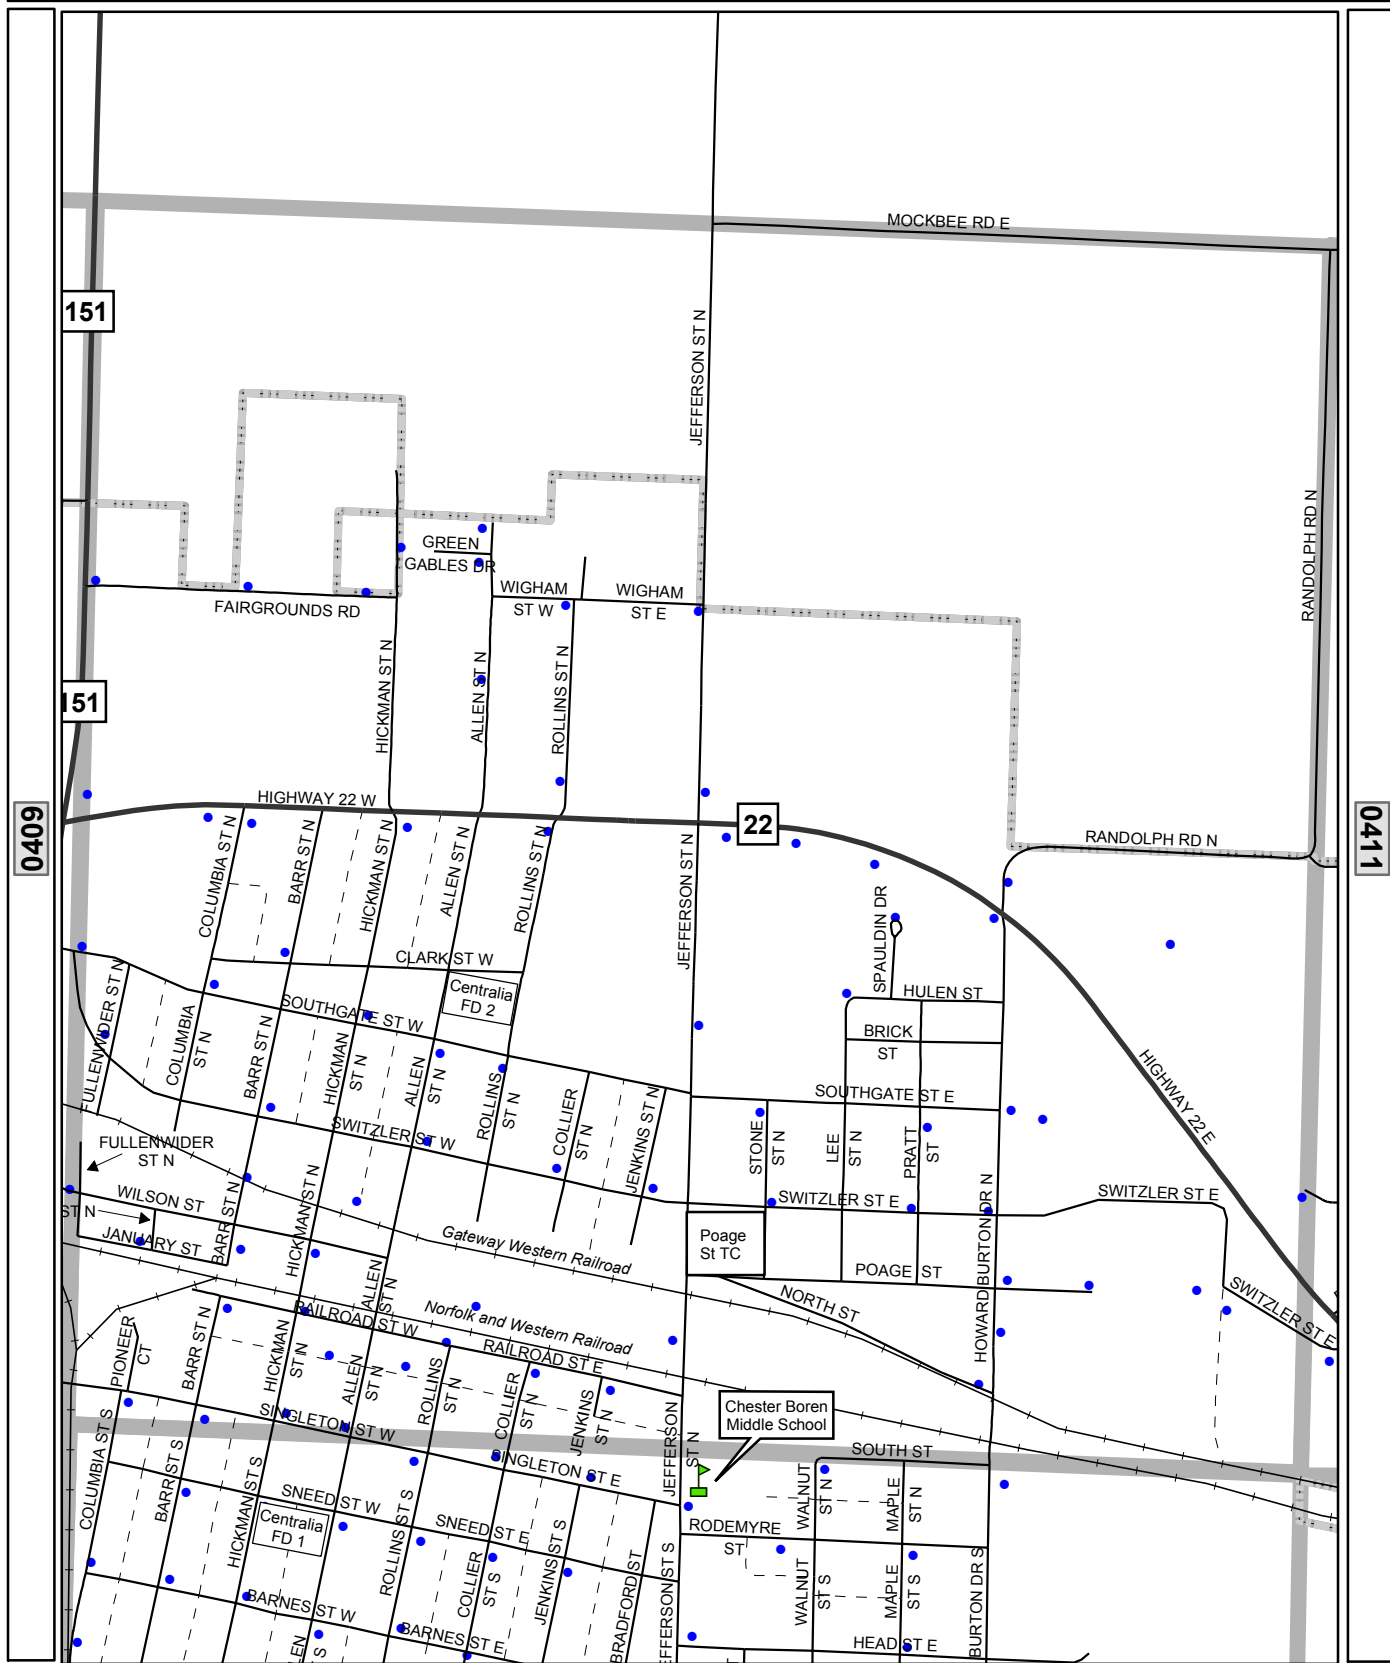 MOCKBEE RD E
151
JEFFERSON ST N
RANDOLPH RD N
GREEN
GABLES DR
WIGHAM
ST W
WIGHAM
ST E
FAIRGROUNDS RD
HICKMAN ST N
ALLEN ST N
ROLLINS ST N
151
0409
0411
HIGHWAY 22 W
22
RANDOLPH RD N
COLUMBIA ST N
BARR ST N
HICKMAN ST N
ALLEN ST N
ROLLINS ST N
JEFFERSON ST N
SPAULDIN DR
CLARK ST W
Centralia
FD 2
HULEN ST
BRICK
ST
FULLENWIDER ST N
COLUMBIA
ST N
SOUTHGATE ST W
BARR ST N
HICKMAN
ST N
ALLEN
ST N
ROLLINS
ST N
COLLIER
ST N
JENKINS ST N
SOUTHGATE ST E
HIGHWAY 22 E
SWITZLER ST W
STONE
ST N
LEE
ST N
PRATT
ST
FULLENWIDER
ST N
WILSON ST
ST N
JANUARY ST
BARR ST N
HICKMAN ST N
ALLEN
ST N
SWITZLER ST E
SWITZLER ST E
HOWARD BURTON DR N
Gateway Western Railroad
Poage
St TC
POAGE ST
NORTH ST
SWITZLER ST E
Norfolk and Western Railroad
RAILROAD ST W
RAILROAD ST E
PIONEER
CT
BARR ST N
HICKMAN
ST N
ALLEN
ST N
ROLLINS
ST N
COLLIER
ST N
JENKINS
ST N
JEFFERSON
ST N
Chester Boren
Middle School
SINGLETON ST W
SINGLETON ST E
SOUTH ST
COLUMBIA ST S
BARR ST S
HICKMAN ST S
SNEED ST W
SNEED ST E
Centralia
FD 1
ROLLINS ST S
COLLIER
ST S
JENKINS ST S
BRADFORD ST
EFFERSON ST S
WALNUT
ST N
MAPLE
ST N
RODEMYRE
ST
WALNUT
ST S
MAPLE
ST S
BURTON DR S
BARNES ST W
BARNES ST E
HEAD ST E
LEN
S